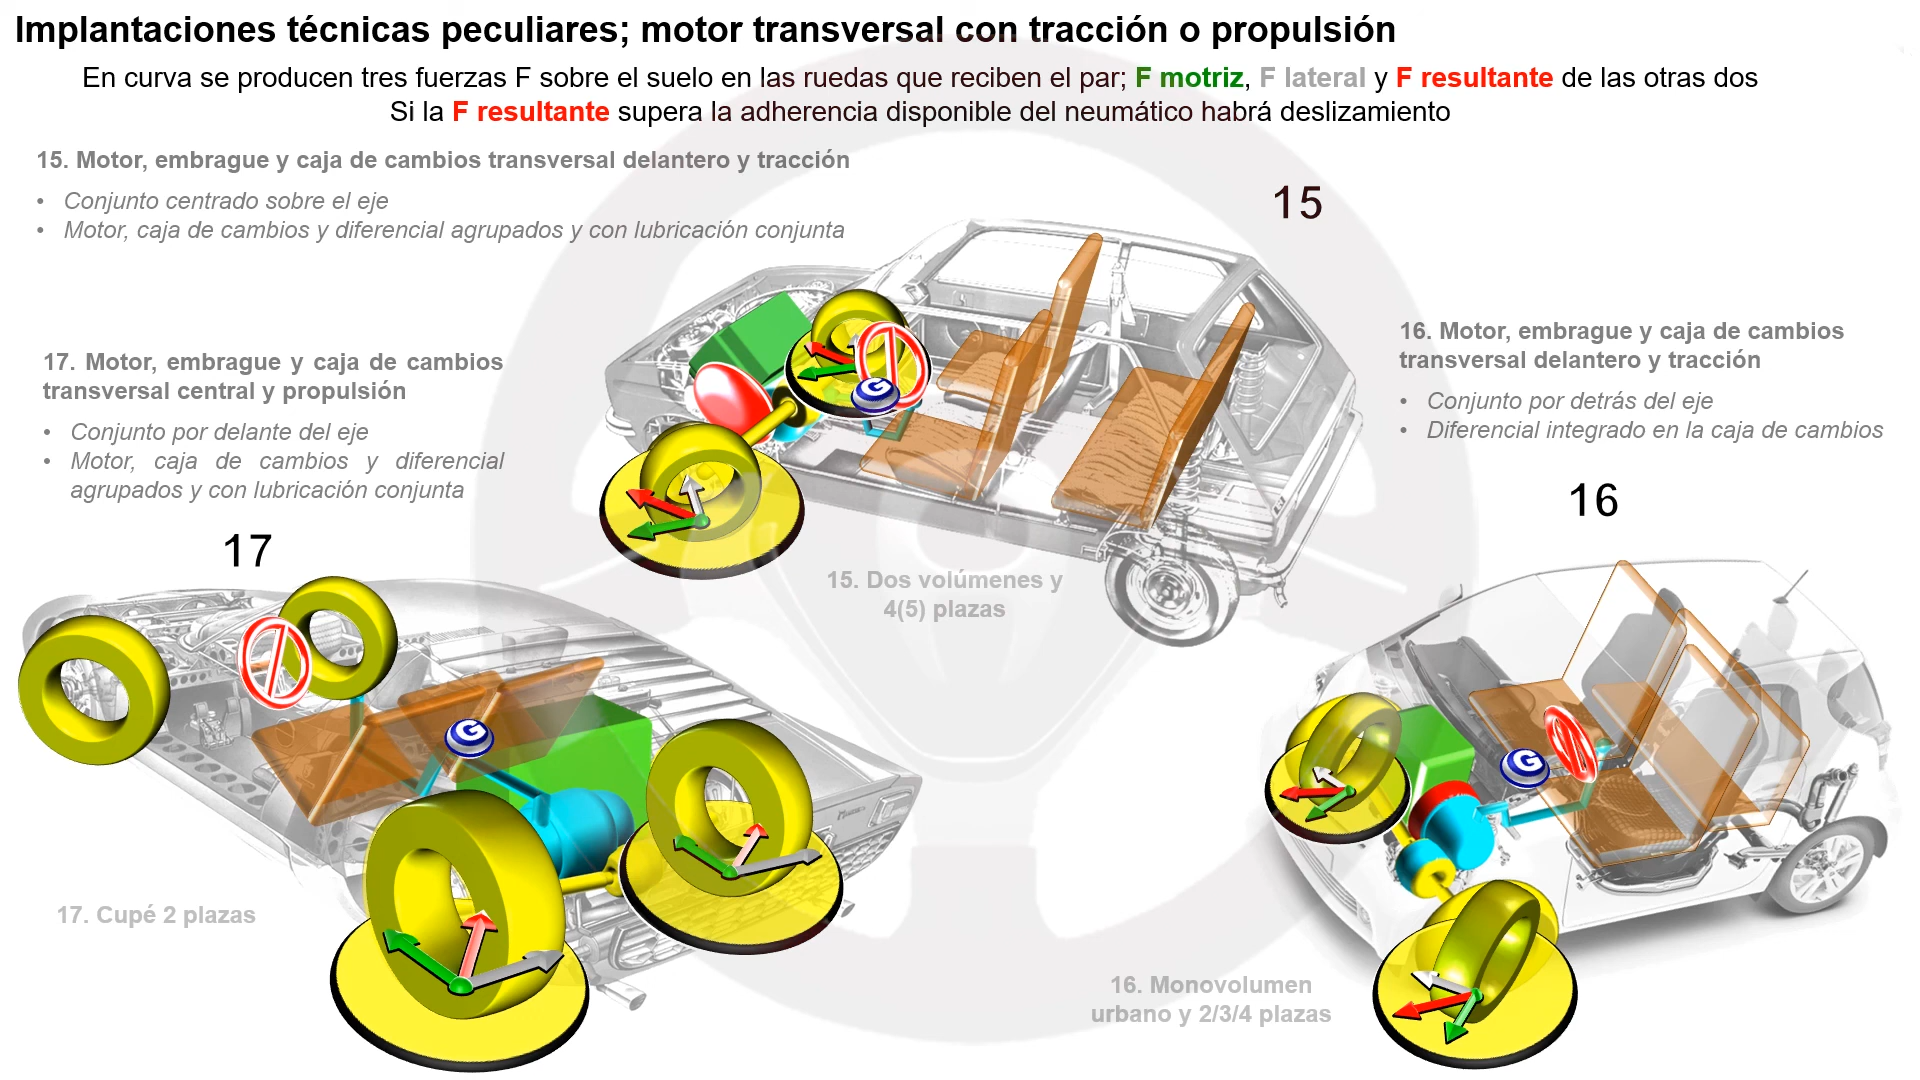 Implantaciones técnicas peculiares; motor transversal con tracción o propulsión
En curva se producen tres fuerzas F sobre el suelo en las ruedas que reciben el par; F motriz, F lateral y F resultante de las otras dos
Si la F resultante supera la adherencia disponible del neumático habrá deslizamiento
15. Motor, embrague y caja de cambios transversal delantero y tracción
• Conjunto centrado sobre el eje
• Motor, caja de cambios y diferencial agrupados y con lubricación conjunta
15
17. Motor, embrague y caja de cambios
transversal central y propulsión
• Conjunto por delante del eje
• Motor, caja de cambios y diferencial
agrupados y con lubricación conjunta
17
16. Motor, embrague y caja de cambios
transversal delantero y tracción
• Conjunto por detrás del eje
• Diferencial integrado en la caja de cambios
16
G
15. Dos volúmenes y
4(5) plazas
G
G
17. Cupé 2 plazas
16. Monovolumen
urbano y 2/3/4 plazas